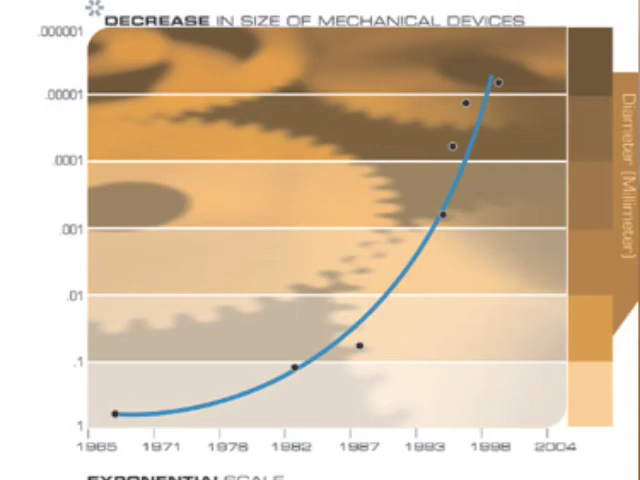 DECREASE IN SIZE OF MECHANICAL DEVICES
.000001
.00001
.0001
.001
.01
.1
1
1965 1971 1976 1982 1987 1993 1998 2004
Diameter [Millimeter]
EXPONENTIAL SCALE